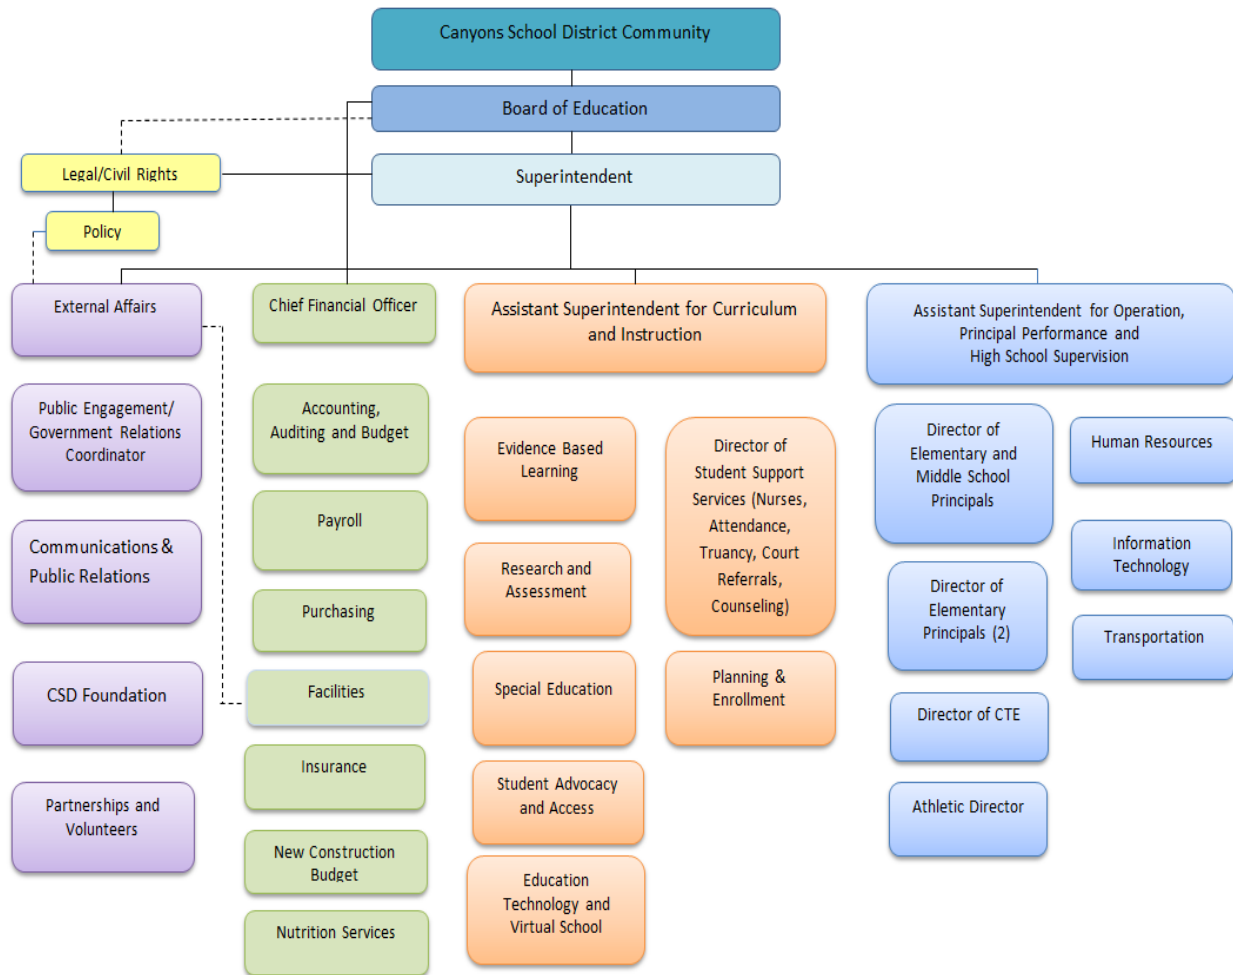 Canyons School District Community
Board of Education
Legal/Civil Rights
Superintendent
Policy
External Affairs
Chief Financial Officer
Assistant Superintendent for Curriculum
and Instruction
Assistant Superintendent for Operation,
Principal Performance and
High School Supervision
Public Engagement/
Government Relations
Coordinator
Communications &
Public Relations
CSD Foundation
Partnerships and
Volunteers
Accounting,
Auditing and Budget
Payroll
Purchasing
Facilities
Insurance
New Construction
Budget
Nutrition Services
Evidence Based
Learning
Research and
Assessment
Special Education
Student Advocacy
and Access
Education
Technology and
Virtual School
Director of
Student Support
Services (Nurses,
Attendance,
Truancy, Court
Referrals,
Counseling)
Planning &
Enrollment
Director of
Elementary and
Middle School
Principals
Director of
Elementary
Principals (2)
Director of CTE
Athletic Director
Human Resources
Information
Technology
Transportation